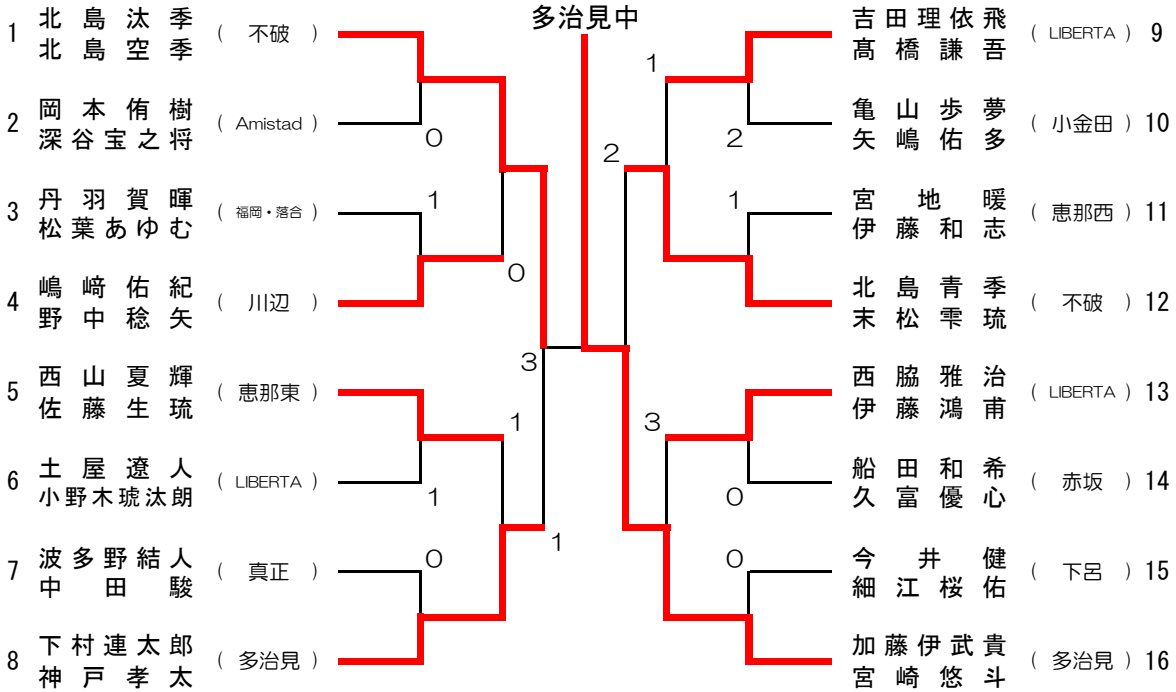 多治見中
1 北島汰季 北島空季 ( 不破 )
2 岡本侑樹 深谷宝之将 ( Amistad )
0
3 丹羽賀暉 松葉あゆむ ( 福岡・落合 )
1
4 嶋﨑佑紀 野中稔矢 ( 川辺 )
0
3
5 西山夏輝 佐藤生琉 ( 恵那東 )
1
6 土屋遼人 小野木琥汰朗 ( LIBERTA )
1
7 波多野結人 中田駿 ( 真正 )
0
1
8 下村連太郎 神戸孝太 ( 多治見 )
吉田理依飛 髙橋謙吾 ( LIBERTA ) 9
1
亀山歩夢 矢嶋佑多 ( 小金田 ) 10
2
2
宮地暖 伊藤和志 ( 恵那西 ) 11
1
北島青季 末松雫琉 ( 不破 ) 12
西脇雅治 伊藤鴻甫 ( LIBERTA ) 13
3
船田和希 久富優心 ( 赤坂 ) 14
0
今井健 細江桜佑 ( 下呂 ) 15
0
加藤伊武貴 宮崎悠斗 ( 多治見 ) 16